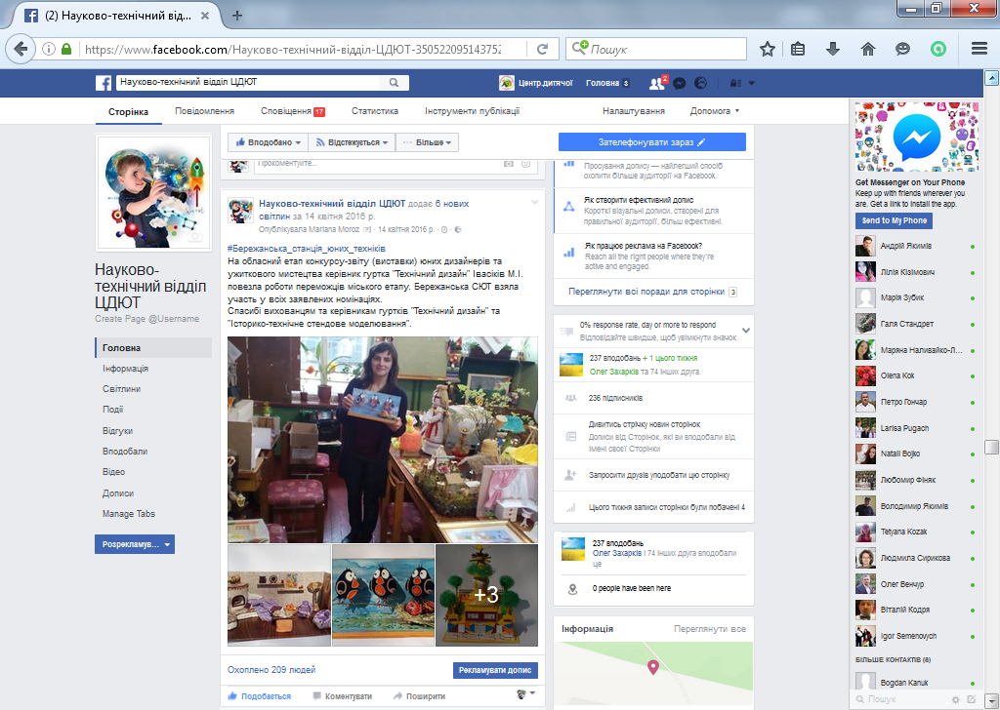 (2) Науково-технічний від...
https://www.facebook.com/Науково-технічний-відділ-ЦДЮТ-35052209514375
Пошук
Науково-технічний відділ ЦДЮТ
Центр.дитячої
Головна 3
2
Сторінка
Повідомлення
Сповіщення 17
Статистика
Інструменти публікації
Налаштування
Допомога
Науково-
технічний відділ
ЦДЮТ
Create Page @Username
Головна
Інформація
Світлини
Події
Відгуки
Вподобали
Відео
Дописи
Manage Tabs
Розрекламув...
Вподобано
Відстежується
··· Більше
Прокоментуйте...
Науково-технічний відділ ЦДЮТ додає 6 нових
світлин за 14 квітня 2016 р.
Опублікувала Mariana Moroz [?] · 14 квітня 2016 р. ·
#Бережанська_станція_юних_техніків
На обласний етап конкурсу-звіту (виставки) юних дизайнерів та
ужиткового мистецтва керівник гуртка "Технічний дизайн" Івасіків М.І.
повезла роботи переможців міського етапу. Бережанська СЮТ взяла
участь у всіх заявлених номінаціях.
Спасибі вихованцям та керівникам гуртків "Технічний дизайн" та
"Історико-технічне стендове моделювання".
+3
Охоплено 209 людей
Рекламувати допис
Подобається
Коментувати
Поширити
Зателефонувати зараз
Просування допису — найлегший спосіб
охопити більше аудиторії на Facebook.
Як створити ефективний допис
Короткі візуальні дописи, створені для
правильної аудиторії, більш ефективні.
Як працює реклама на Facebook?
Reach all the right people where they're
active and engaged.
Переглянути всі поради для сторінки 3
0% response rate, day or more to respond
Відповідайте швидше, щоб увімкнути значок
237 вподобань + 1 цього тижня
Олег Захарків та 74 інших друга.
236 підписників
Дивитись стрічку новин сторінок
Дописи від Сторінок, які ви вподобали від
імені своєї Сторінки
Запросити друзів уподобати цю сторінку
Цього тижня записи сторінки були побачені 4
237 вподобань
Олег Захарків і 74 інших друга вподобали
це
0 people have been here
Інформація
Переглянути все
Get Messenger on Your Phone
Keep up with friends wherever you
are. Get a link to install the app.
Send to My Phone
Андрій Якимів
Лілія Кізімович
Марія Зубик
Галя Стандрет
Маряна Наливайко-Л...
Olena Kok
Петро Гончар
Larisa Pugach
Natali Bojko
Любомир Фіняк
Володимир Якимів
Tetyana Kozak
Людмила Сирикова
Олег Венчур
Віталій Кодря
Igor Semenovych
БІЛЬШЕ КОНТАКТІВ (6)
Bogdan Kanuk
Пошук